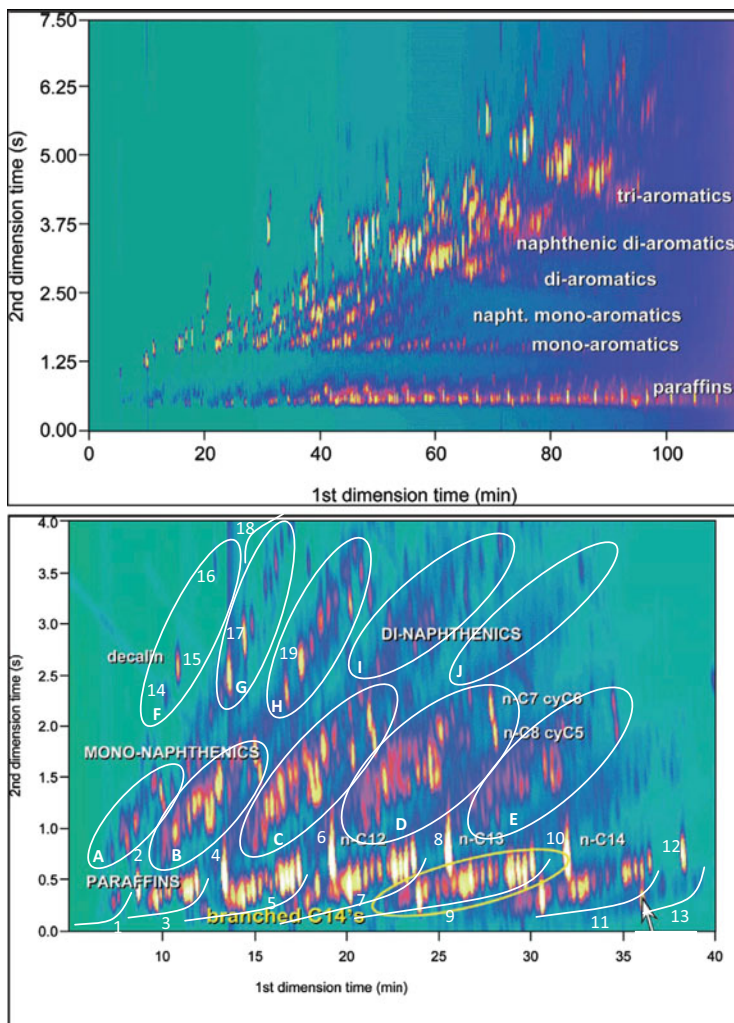 7.50
6.25
5.00
3.75
2.50
1.25
0.00
2nd dimension time (s)
tri-aromatics
naphthenic di-aromatics
di-aromatics
napht. mono-aromatics
mono-aromatics
paraffins
0 20 40 60 80 100
1st dimension time (min)
4.0
3.5
3.0
2.5
2.0
1.5
1.0
0.5
0.0
2nd dimension time (s)
18
16
17
decalin 15
19
DI-NAPHTHENICS
14
F G H I J
n-C7 cyC6
MONO-NAPHTHENICS
n-C8 cyC5
A 2 B 4 C 6 n-C12 D 8 n-C13 E 10 n-C14 12
PARAFFINS
1 3 5 7 9 11 13
branched C14's
10 15 20 25 30 35 40
1st dimension time (min)